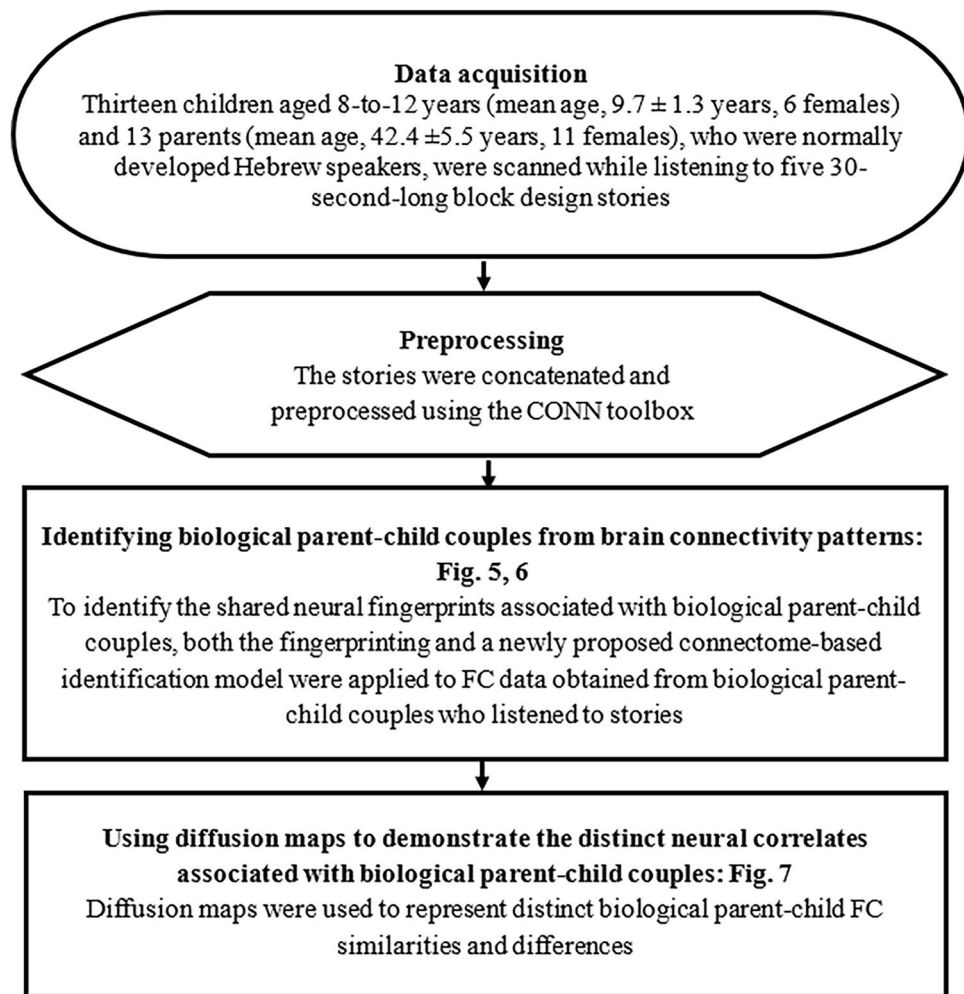 Data acquisition
Thirteen children aged 8-to-12 years (mean age, 9.7 ± 1.3 years, 6 females)
and 13 parents (mean age, 42.4 ±5.5 years, 11 females), who were normally
developed Hebrew speakers, were scanned while listening to five 30-
second-long block design stories
Preprocessing
The stories were concatenated and
preprocessed using the CONN toolbox
Identifying biological parent-child couples from brain connectivity patterns:
Fig. 5, 6
To identify the shared neural fingerprints associated with biological parent-child
couples, both the fingerprinting and a newly proposed connectome-based
identification model were applied to FC data obtained from biological parent-
child couples who listened to stories
Using diffusion maps to demonstrate the distinct neural correlates
associated with biological parent-child couples: Fig. 7
Diffusion maps were used to represent distinct biological parent-child FC
similarities and differences